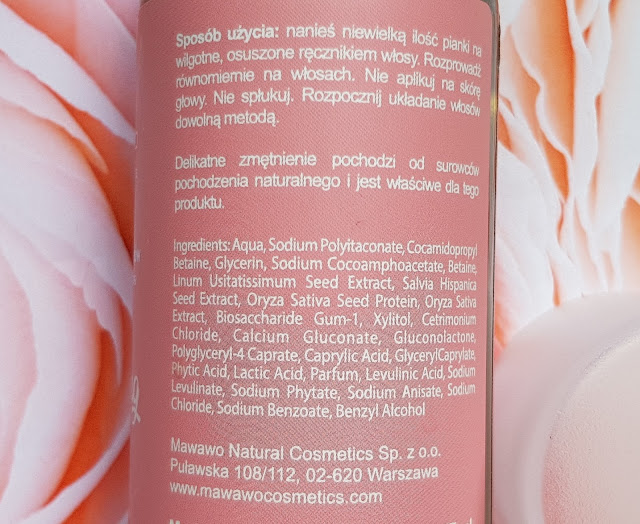 Sposób użycia: nanieś niewielką ilość pianki na
wilgotne, osuszone ręcznikiem włosy. Rozprowadź
równomiernie na włosach. Nie aplikuj na skórę
głowy. Nie spłukuj. Rozpocznij układanie włosów
dowolną metodą.
Delikatne zmętnienie pochodzi od surowców
pochodzenia naturalnego i jest właściwe dla tego
produktu.
Ingredients: Aqua, Sodium Polyitaconate, Cocamidopropyl
Betaine, Glycerin, Sodium Cocoamphoacetate, Betaine,
Linum Usitatissimum Seed Extract, Salvia Hispanica
Seed Extract, Oryza Sativa Seed Protein, Oryza Sativa
Extract, Biosaccharide Gum-1, Xylitol, Cetrimonium
Chloride, Calcium Gluconate, Gluconolactone,
Polyglyceryl-4 Caprate, Caprylic Acid, GlycerylCaprylate,
Phytic Acid, Lactic Acid, Parfum, Levulinic Acid, Sodium
Levulinate, Sodium Phytate, Sodium Anisate, Sodium
Chloride, Sodium Benzoate, Benzyl Alcohol
Mawawo Natural Cosmetics Sp. z o.o.
Puławska 108/112, 02-620 Warszawa
www.mawawocosmetics.com